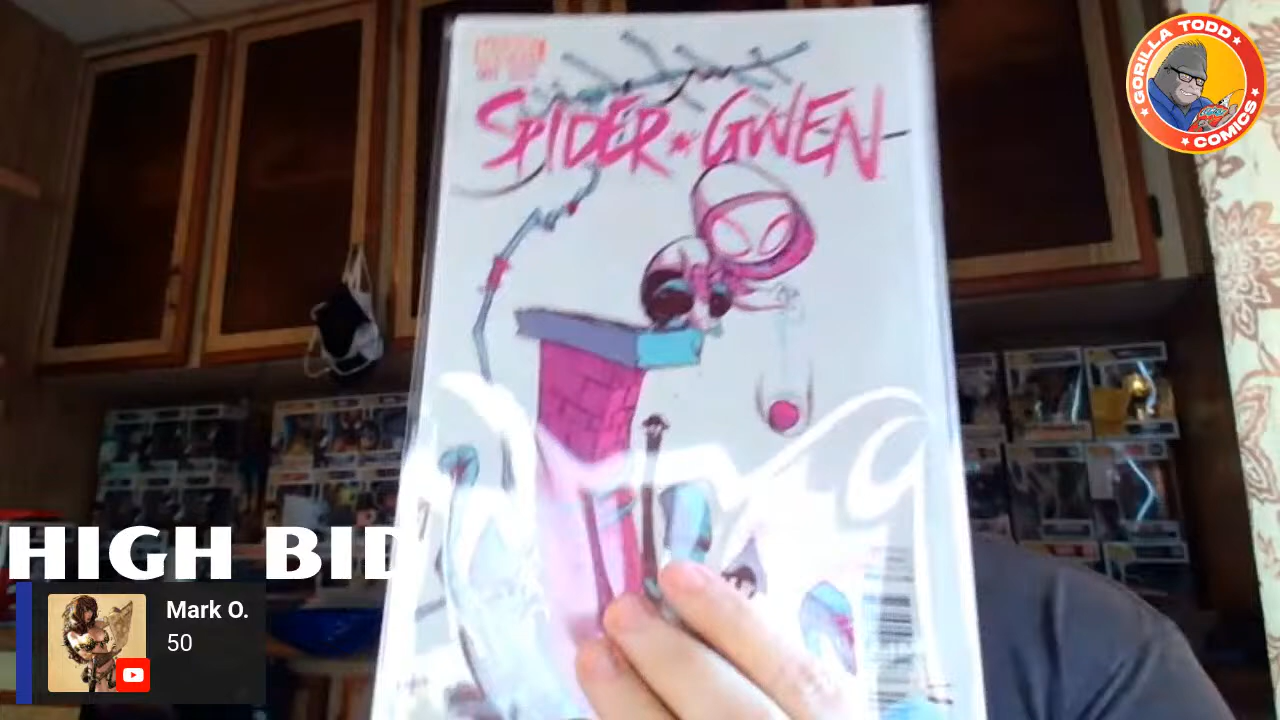 GORILLA TODD
COMICS
SPIDER GWEN
HIGH BID
Mark O.
50